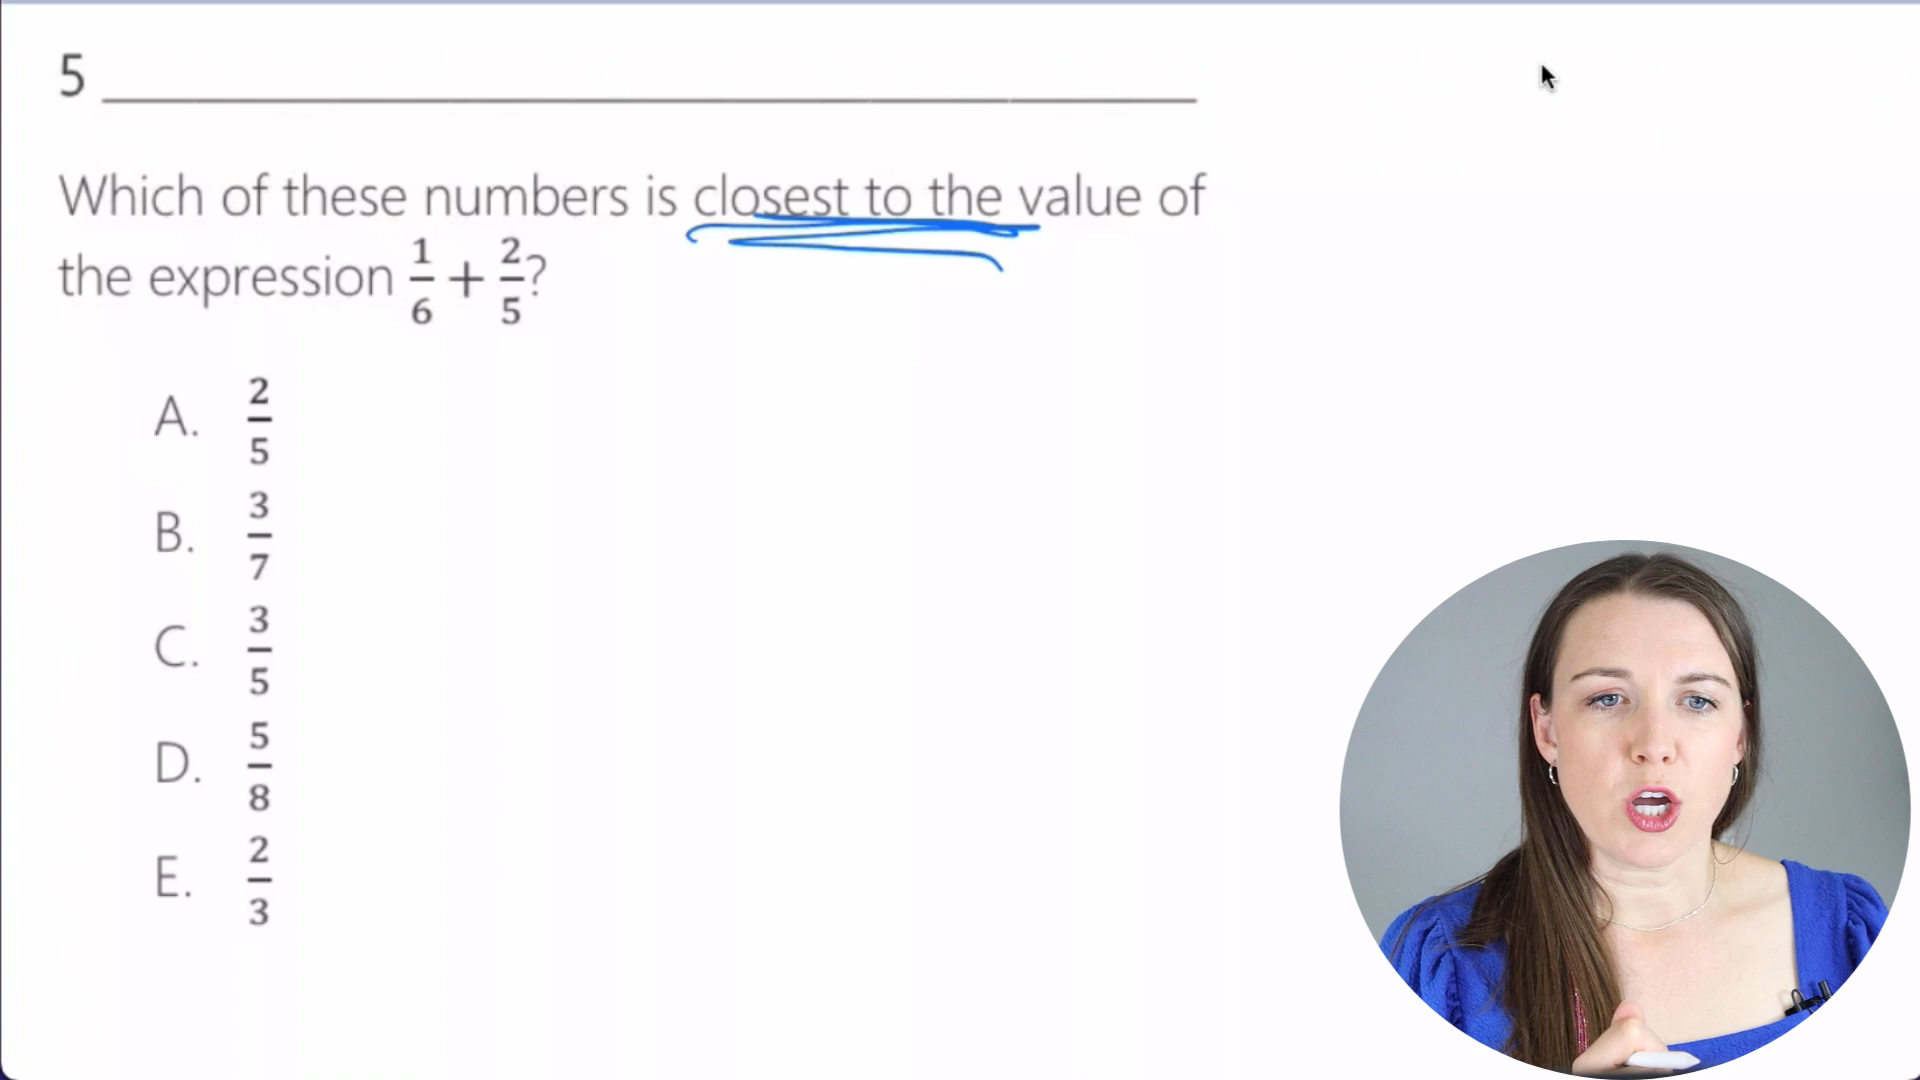 5
Which of these numbers is closest to the value of
the expression 1/6 + 2/5?
A. 2/5
B. 3/7
C. 3/5
D. 5/8
E. 2/3